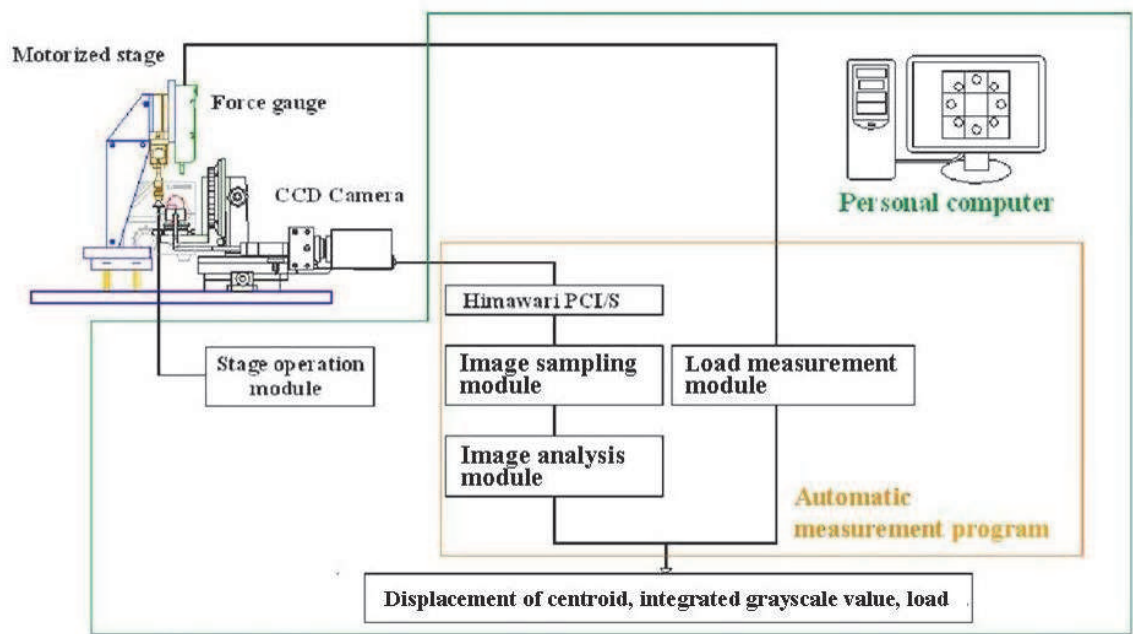 Motorized stage
Force gauge
CCD Camera
Personal computer
Himawari PCI/S
Stage operation
module
Image sampling
module
Load measurement
module
Image analysis
module
Automatic
measurement program
Displacement of centroid, integrated grayscale value, load